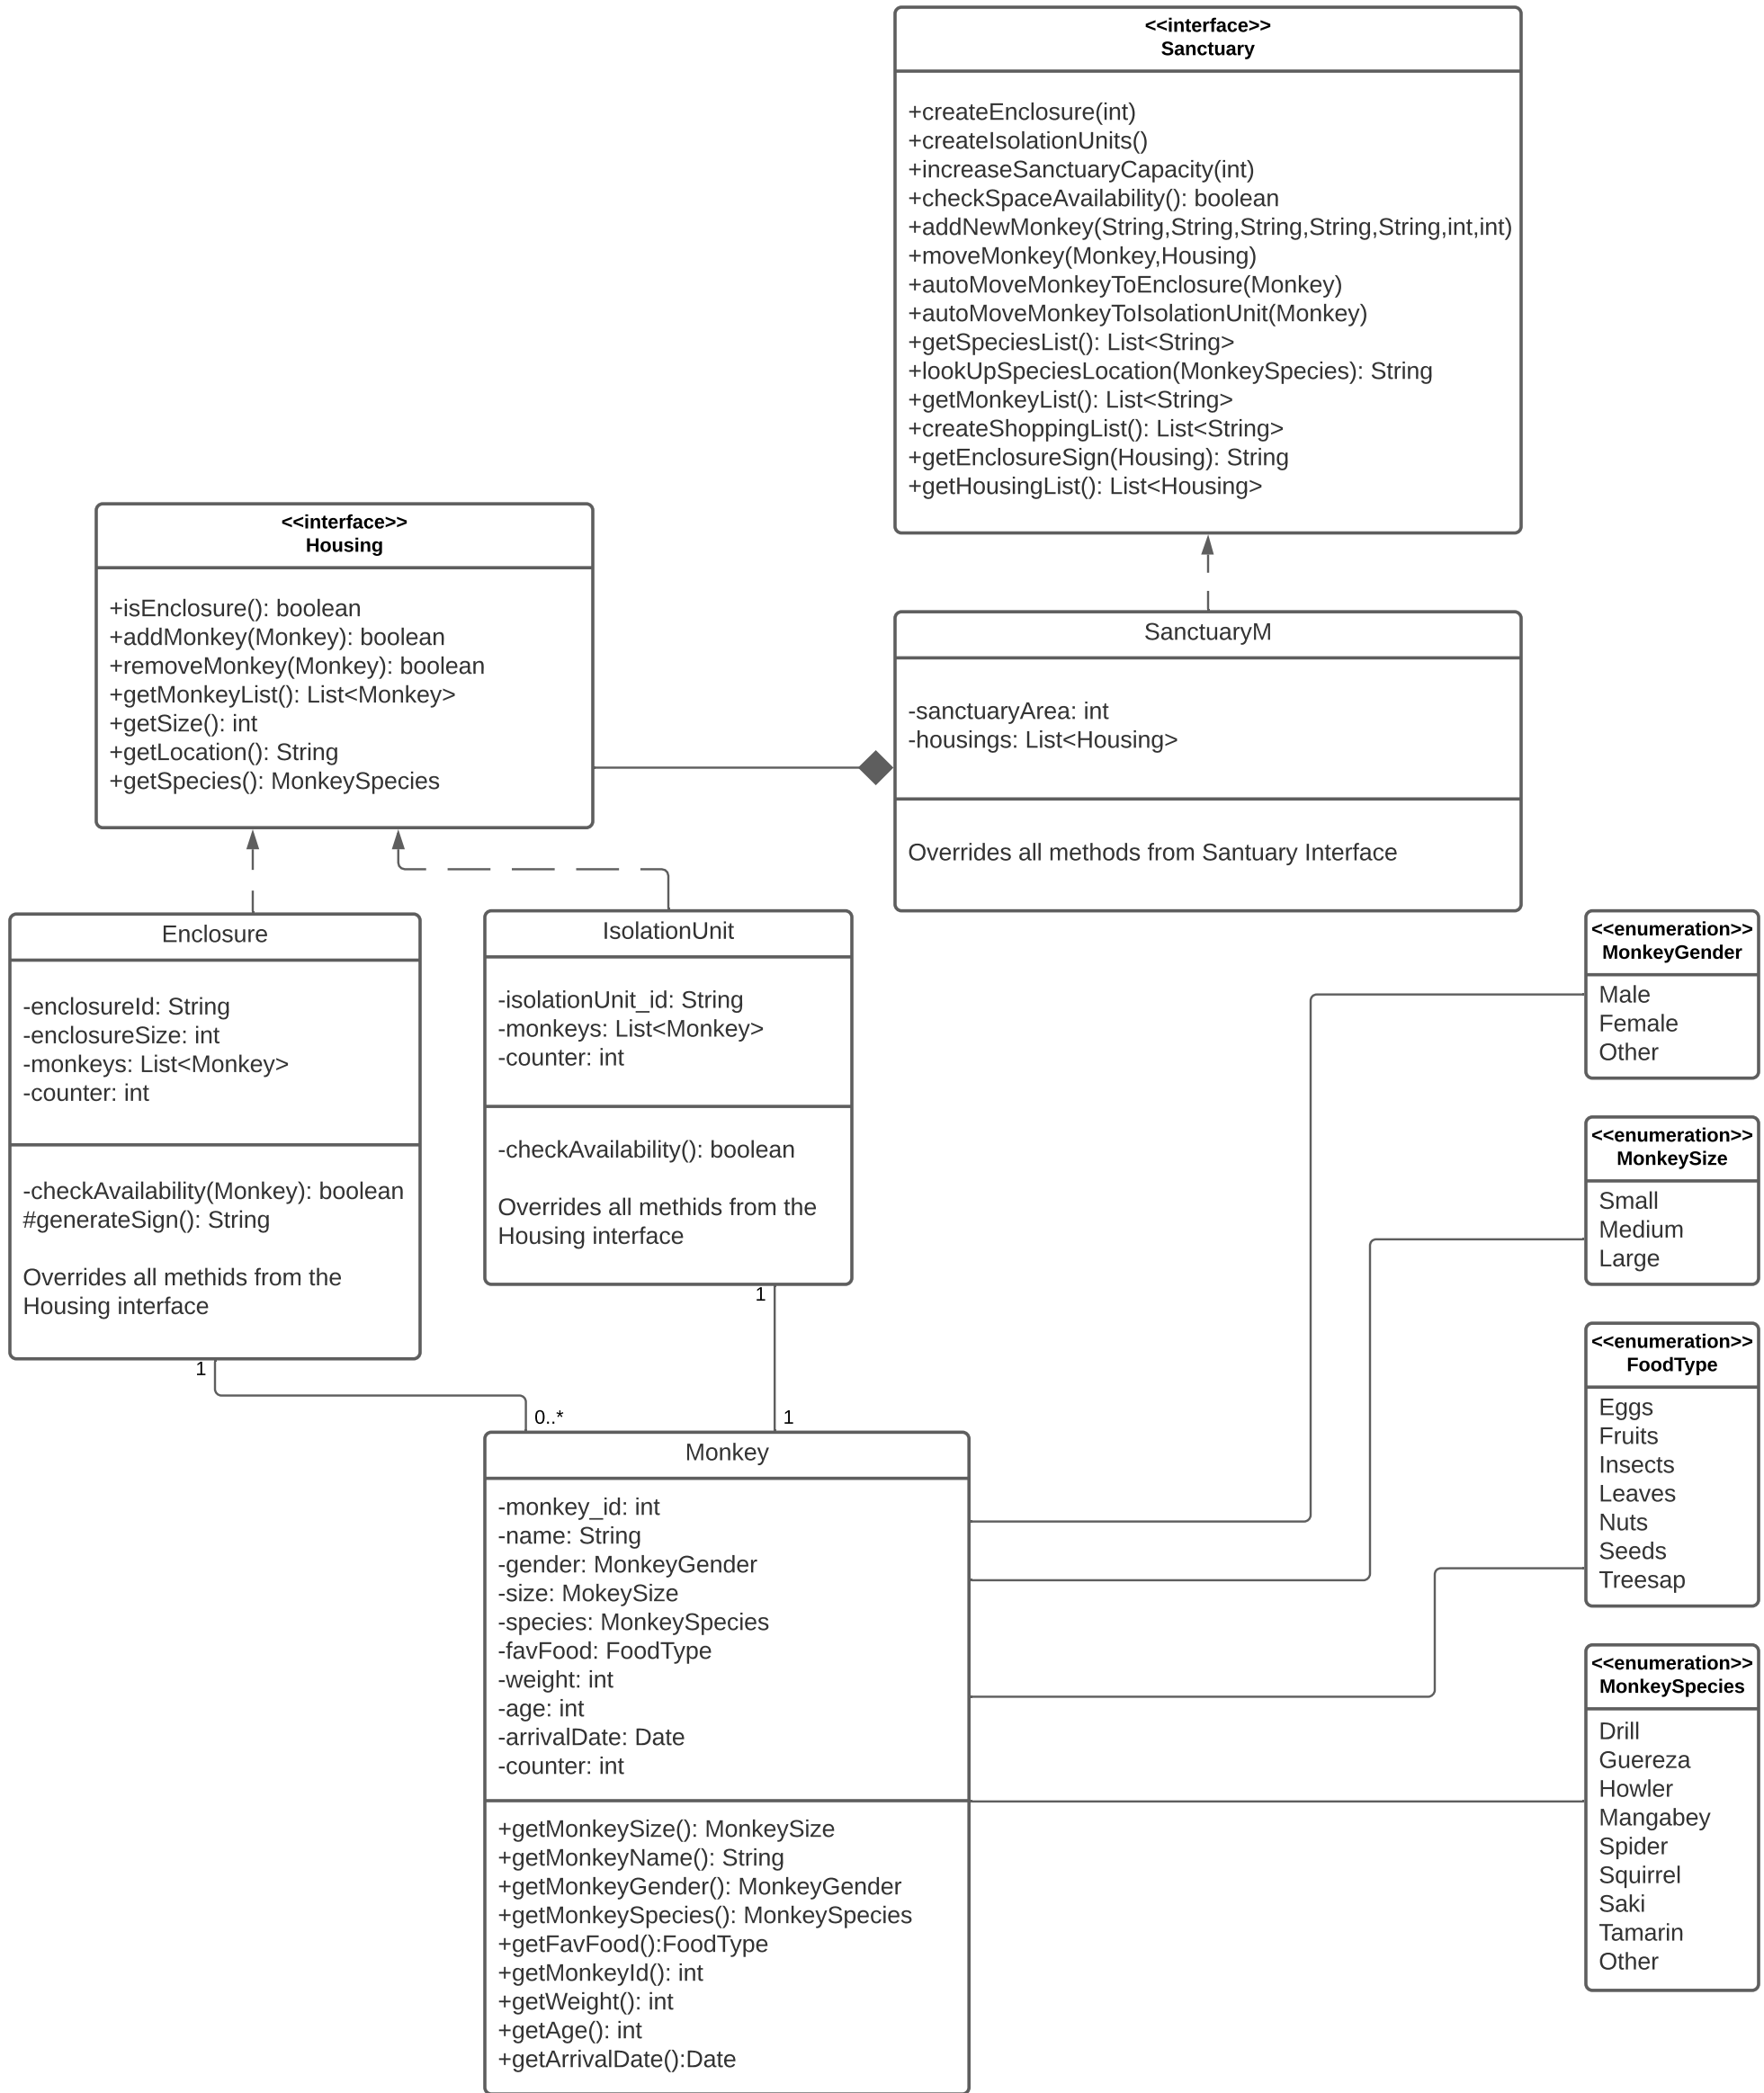 <<interface>>
Sanctuary
+createEnclosure(int)
+createIsolationUnits()
+increaseSanctuaryCapacity(int)
+checkSpaceAvailability(): boolean
+addNewMonkey(String,String,String,String,String,int,int)
+moveMonkey(Monkey,Housing)
+autoMoveMonkeyToEnclosure(Monkey)
+autoMoveMonkeyToIsolationUnit(Monkey)
+getSpeciesList(): List<String>
+lookUpSpeciesLocation(MonkeySpecies): String
+getMonkeyList(): List<String>
+createShoppingList(): List<String>
+getEnclosureSign(Housing): String
+getHousingList(): List<Housing>
<<interface>>
Housing
+isEnclosure(): boolean
+addMonkey(Monkey): boolean
+removeMonkey(Monkey): boolean
+getMonkeyList(): List<Monkey>
+getSize(): int
+getLocation(): String
+getSpecies(): MonkeySpecies
SanctuaryM
-sanctuaryArea: int
-housings: List<Housing>
Overrides all methods from Santuary Interface
Enclosure
-enclosureId: String
-enclosureSize: int
-monkeys: List<Monkey>
-counter: int
-checkAvailability(Monkey): boolean
#generateSign(): String
Overrides all methids from the
Housing interface
1
0..*
IsolationUnit
-isolationUnit_id: String
-monkeys: List<Monkey>
-counter: int
-checkAvailability(): boolean
Overrides all methids from the
Housing interface
1
1
Monkey
-monkey_id: int
-name: String
-gender: MonkeyGender
-size: MokeySize
-species: MonkeySpecies
-favFood: FoodType
-weight: int
-age: int
-arrivalDate: Date
-counter: int
+getMonkeySize(): MonkeySize
+getMonkeyName(): String
+getMonkeyGender(): MonkeyGender
+getMonkeySpecies(): MonkeySpecies
+getFavFood():FoodType
+getMonkeyId(): int
+getWeight(): int
+getAge(): int
+getArrivalDate():Date
<<enumeration>>
MonkeyGender
Male
Female
Other
<<enumeration>>
MonkeySize
Small
Medium
Large
<<enumeration>>
FoodType
Eggs
Fruits
Insects
Leaves
Nuts
Seeds
Treesap
<<enumeration>>
MonkeySpecies
Drill
Guereza
Howler
Mangabey
Spider
Squirrel
Saki
Tamarin
Other